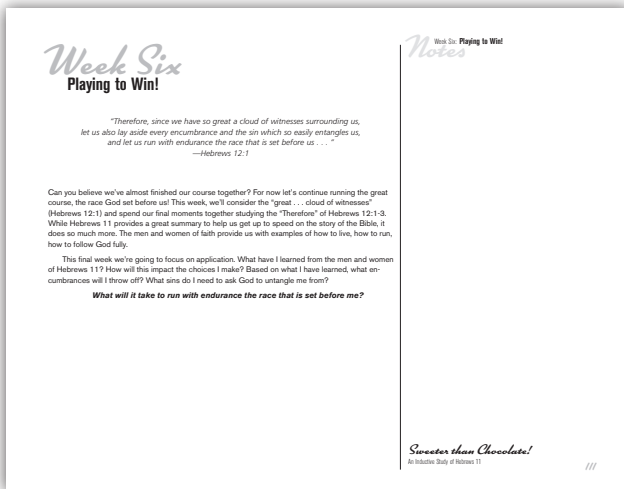 Week Six
Playing to Win!
“Therefore, since we have so great a cloud of witnesses surrounding us,
let us also lay aside every encumbrance and the sin which so easily entangles us,
and let us run with endurance the race that is set before us . . . ”
—Hebrews 12:1
Can you believe we’ve almost finished our course together? For now let’s continue running the great
course, the race God set before us! This week, we’ll consider the “great . . . cloud of witnesses”
(Hebrews 12:1) and spend our final moments together studying the “Therefore” of Hebrews 12:1-3.
While Hebrews 11 provides a great summary to help us get up to speed on the story of the Bible, it
does so much more. The men and women of faith provide us with examples of how to live, how to run,
how to follow God fully.
This final week we’re going to focus on application. What have I learned from the men and women
of Hebrews 11? How will this impact the choices I make? Based on what I have learned, what en-
cumbrances will I throw off? What sins do I need to ask God to untangle me from?
What will it take to run with endurance the race that is set before me?
Week Six: Playing to Win!
Notes
Sweeter than Chocolate!
An Inductive Study of Hebrews 11
///